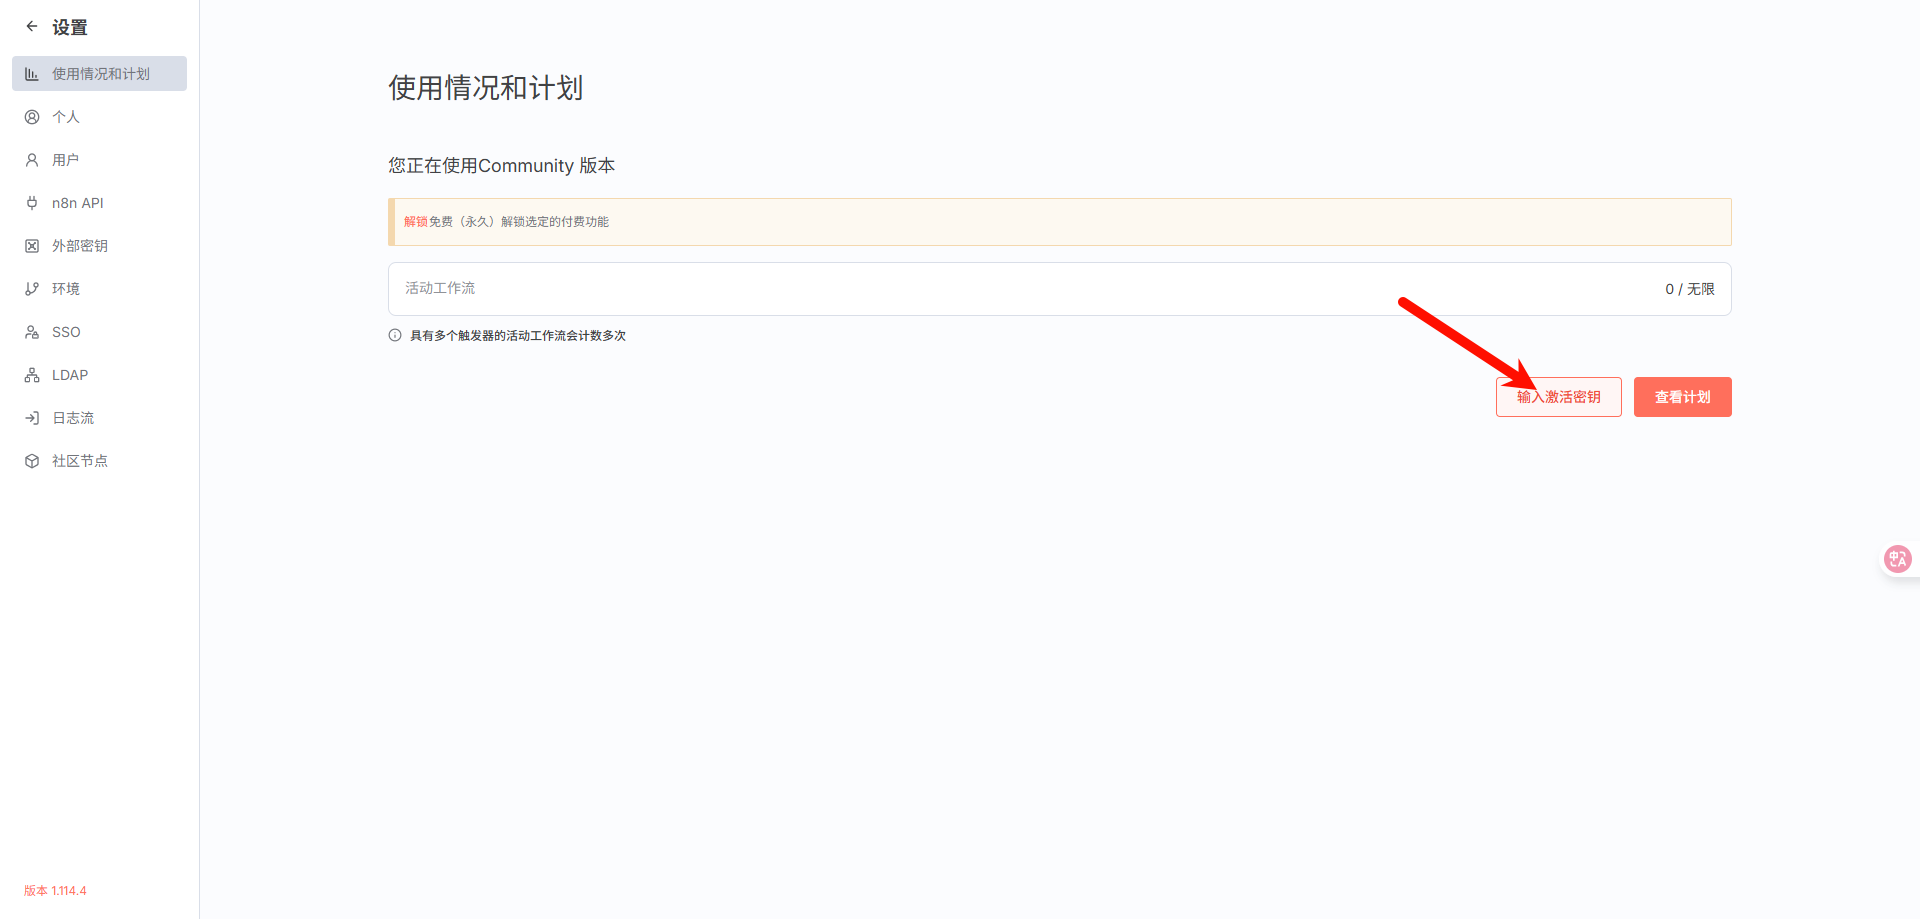 设置
使用情况和计划
个人
用户
n8n API
外部密钥
环境
SSO
LDAP
日志流
社区节点
版本 1.114.4
使用情况和计划
您正在使用Community 版本
解锁免费（永久）解锁选定的付费功能
活动工作流 0 / 无限
具有多个触发器的活动工作流会计数多次
输入激活密钥 查看计划
中A